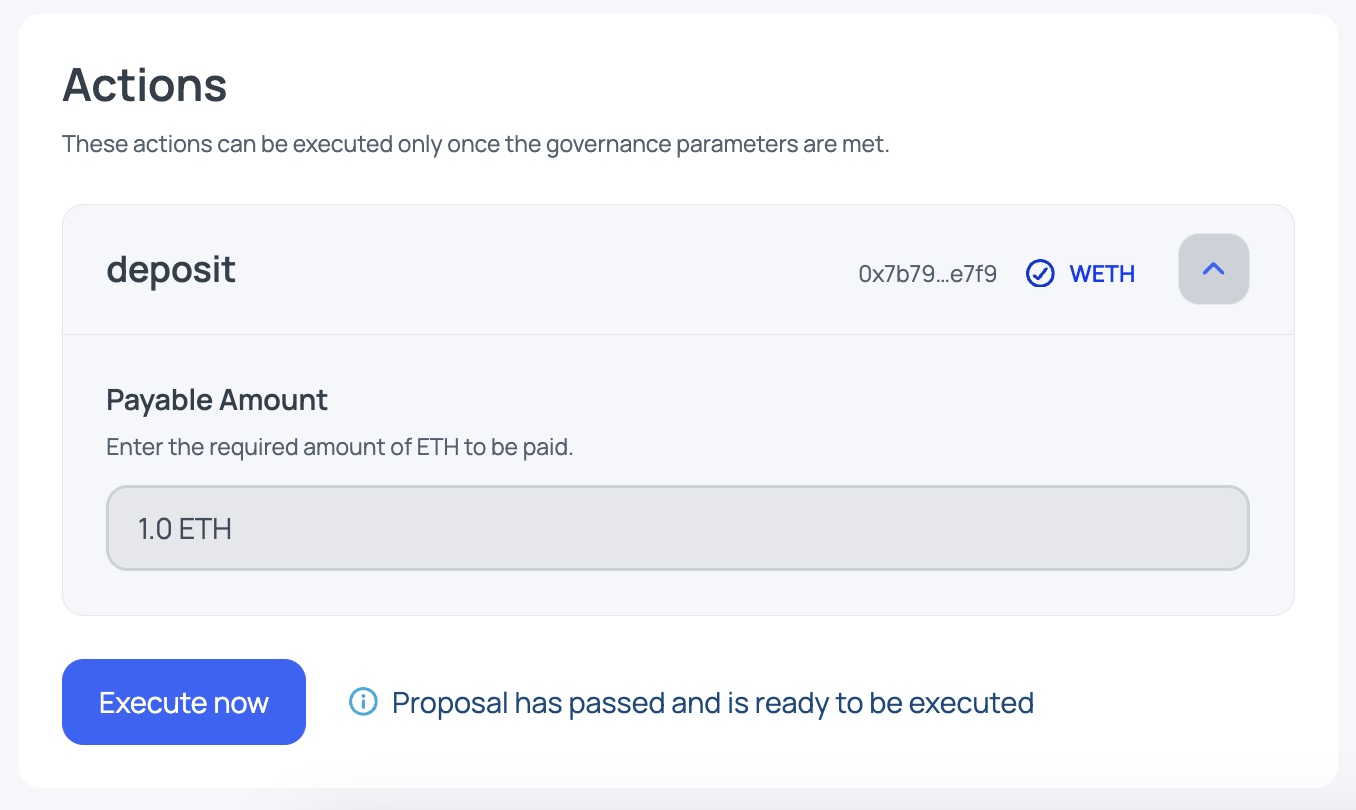 Actions
These actions can be executed only once the governance parameters are met.
deposit 0x7b79...e7f9 WETH
Payable Amount
Enter the required amount of ETH to be paid.
1.0 ETH
Execute now Proposal has passed and is ready to be executed